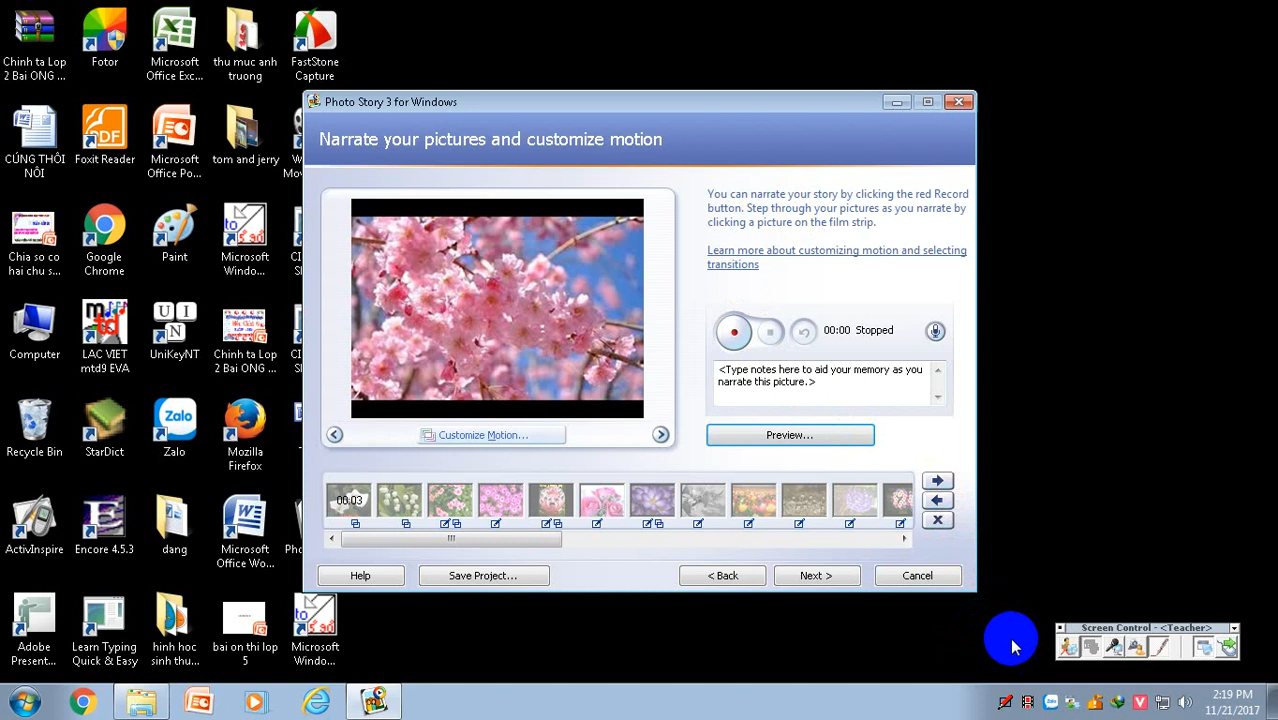 Chinh ta Lop
2 Bai ONG ...
Fotor
Microsoft
Office Exc...
thu muc anh
truong
FastStone
Capture
CÚNG THÔI
NÔI
Foxit Reader
Microsoft
Office Po...
tom and jerry
Chia so co
hai chu s...
Google
Chrome
Paint
Microsoft
Windo...
Computer
LAC VIET
mtd9 EVA
UniKeyNT
Chinh ta Lop
2 Bai ONG ...
Recycle Bin
StarDict
Zalo
Mozilla
Firefox
ActivInspire
Encore 4.5.3
dang
Microsoft
Office Wo...
Adobe
Present...
Learn Typing
Quick & Easy
hinh hoc
sinh thu...
bai on thi lop
5
Microsoft
Windo...
Photo Story 3 for Windows
Narrate your pictures and customize motion
You can narrate your story by clicking the red Record
button. Step through your pictures as you narrate by
clicking a picture on the film strip.
Learn more about customizing motion and selecting
transitions
00:00 Stopped
<Type notes here to aid your memory as you
narrate this picture.>
Customize Motion...
Preview...
00:03
Help
Save Project...
< Back
Next >
Cancel
Screen Control - <Teacher>
2:19 PM
11/21/2017